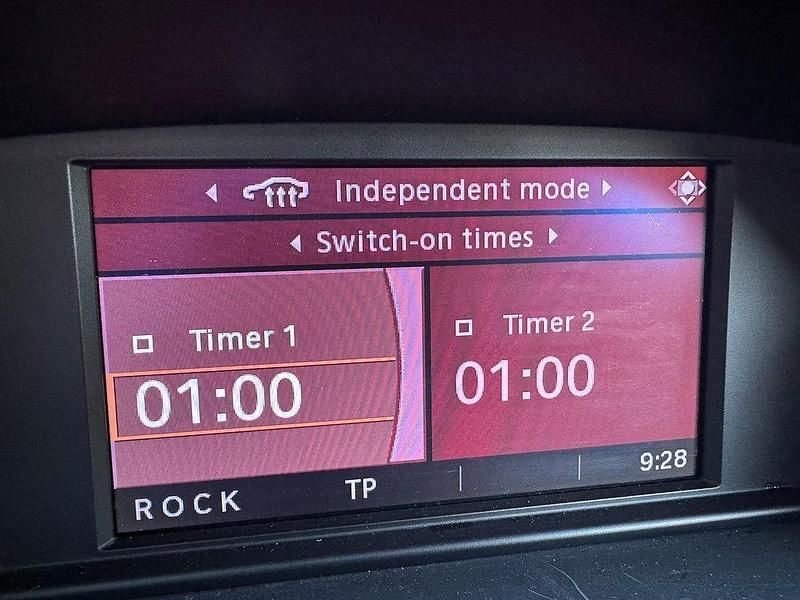 Independent mode
Switch-on times
Timer 1
01:00
Timer 2
01:00
ROCK TP 9:28